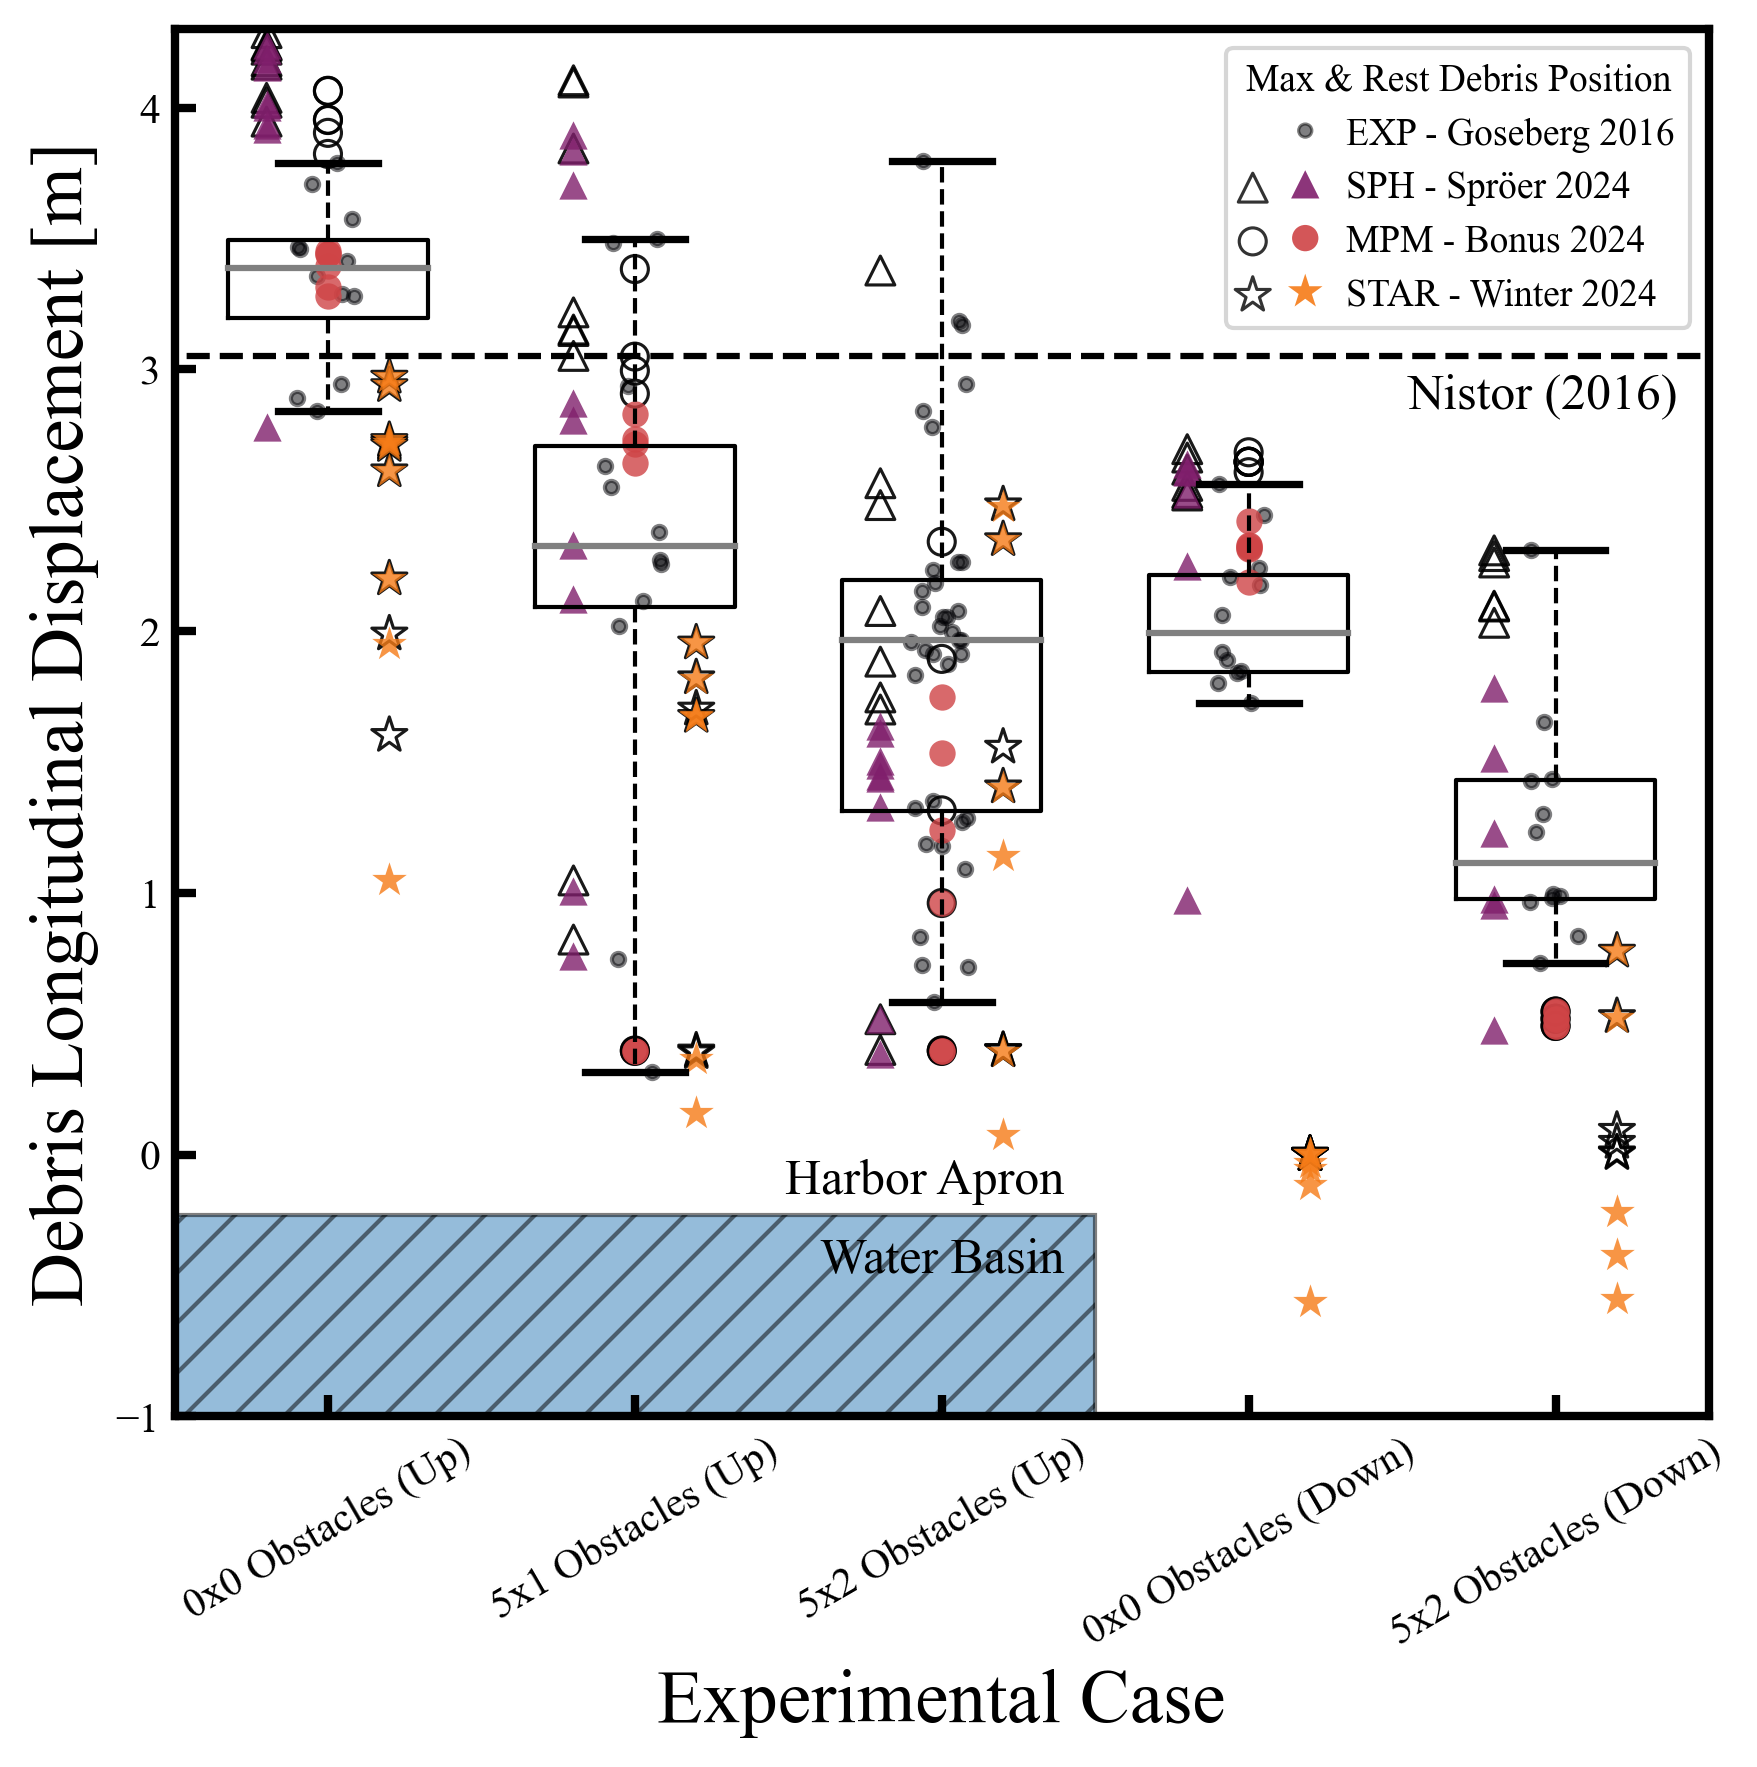 Debris Longitudinal Displacement [m]
4
3
2
1
0
−1
Max & Rest Debris Position
EXP - Goseberg 2016
SPH - Spröer 2024
MPM - Bonus 2024
STAR - Winter 2024
Nistor (2016)
Harbor Apron
Water Basin
0x0 Obstacles (Up)
5x1 Obstacles (Up)
5x2 Obstacles (Up)
0x0 Obstacles (Down)
5x2 Obstacles (Down)
Experimental Case